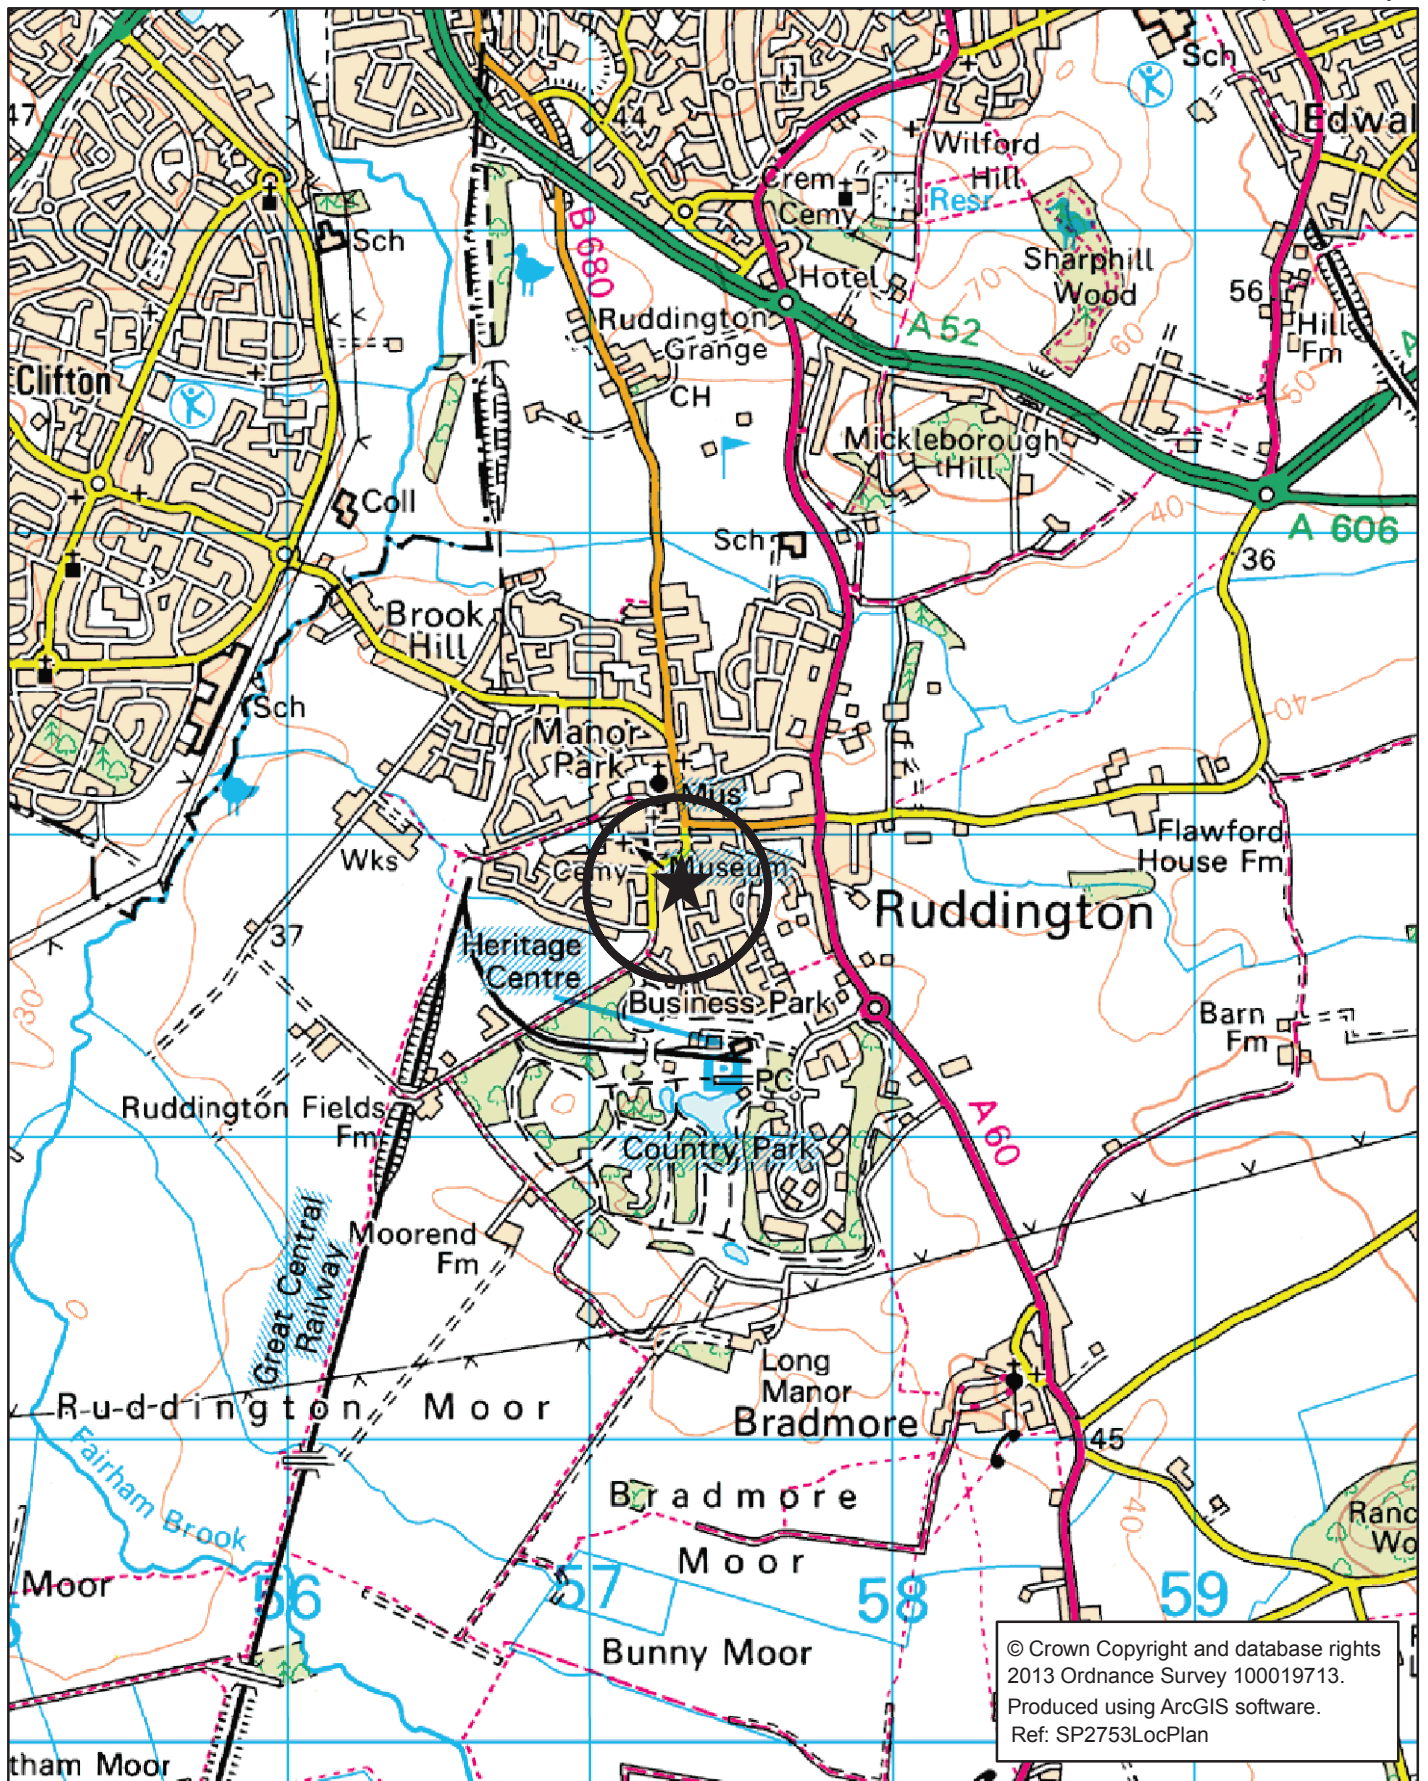 Sch
47
44
Edwal
Wilford
Hill
Crem
Cemy
Resr
Sch
B 680
Hotel
Sharphill
Wood
70
56
Hill
Fm
Ruddington
Grange
A 52
60
A
Clifton
CH
50
Mickleborough
Hill
Coll
40
A 606
Sch
36
Brook
Hill
Sch
40
Manor
Park
Mus
Wks
Cemy
Museum
Flawford
House Fm
Ruddington
37
Heritage
Centre
30
Business Park
Barn
Fm
PC
Ruddington Fields
Fm
A 60
Country Park
Moorend
Fm
Great Central
Railway
Long
Manor
Bradmore
Ruddington Moor
45
Fairham Brook
Bradmore
Moor
40
Ranc
Wo
Moor
56
57
58
59
Bunny Moor
© Crown Copyright and database rights
2013 Ordnance Survey 100019713.
Produced using ArcGIS software.
Ref: SP2753LocPlan
tham Moor